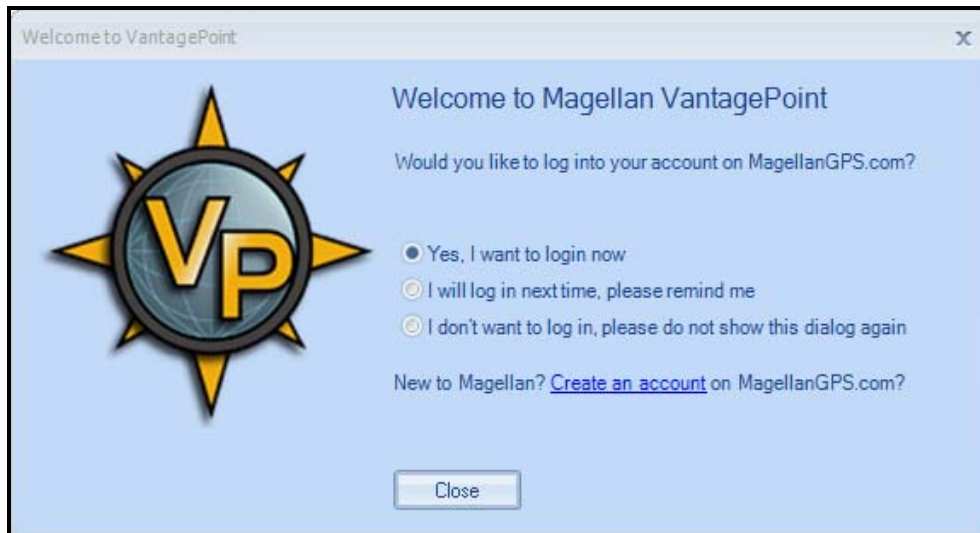 Welcome to VantagePoint
X
Welcome to Magellan VantagePoint
Would you like to log into your account on MagellanGPS.com?
VP
Yes, I want to login now
I will log in next time, please remind me
I don't want to log in, please do not show this dialog again
New to Magellan? Create an account on MagellanGPS.com?
Close